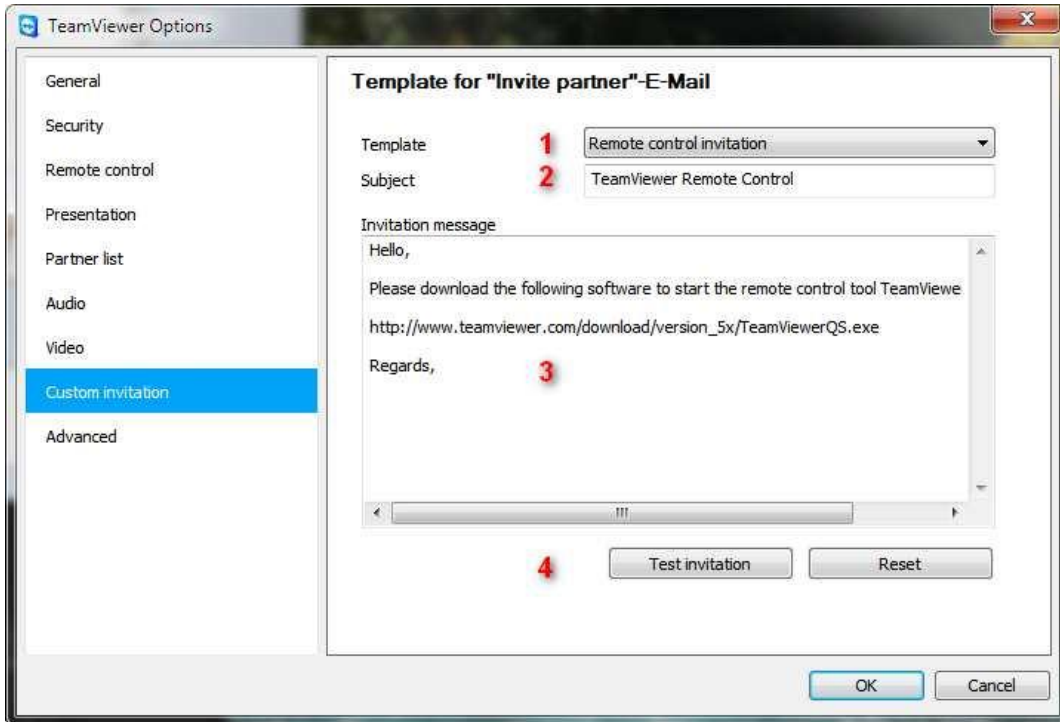 TeamViewer Options
General
Security
Remote control
Presentation
Partner list
Audio
Video
Custom invitation
Advanced
Template for "Invite partner"-E-Mail
Template 1 Remote control invitation
Subject 2 TeamViewer Remote Control
Invitation message
Hello,
Please download the following software to start the remote control tool TeamViewe
http://www.teamviewer.com/download/version_5x/TeamViewerQS.exe
Regards,
3
4 Test invitation Reset
OK Cancel